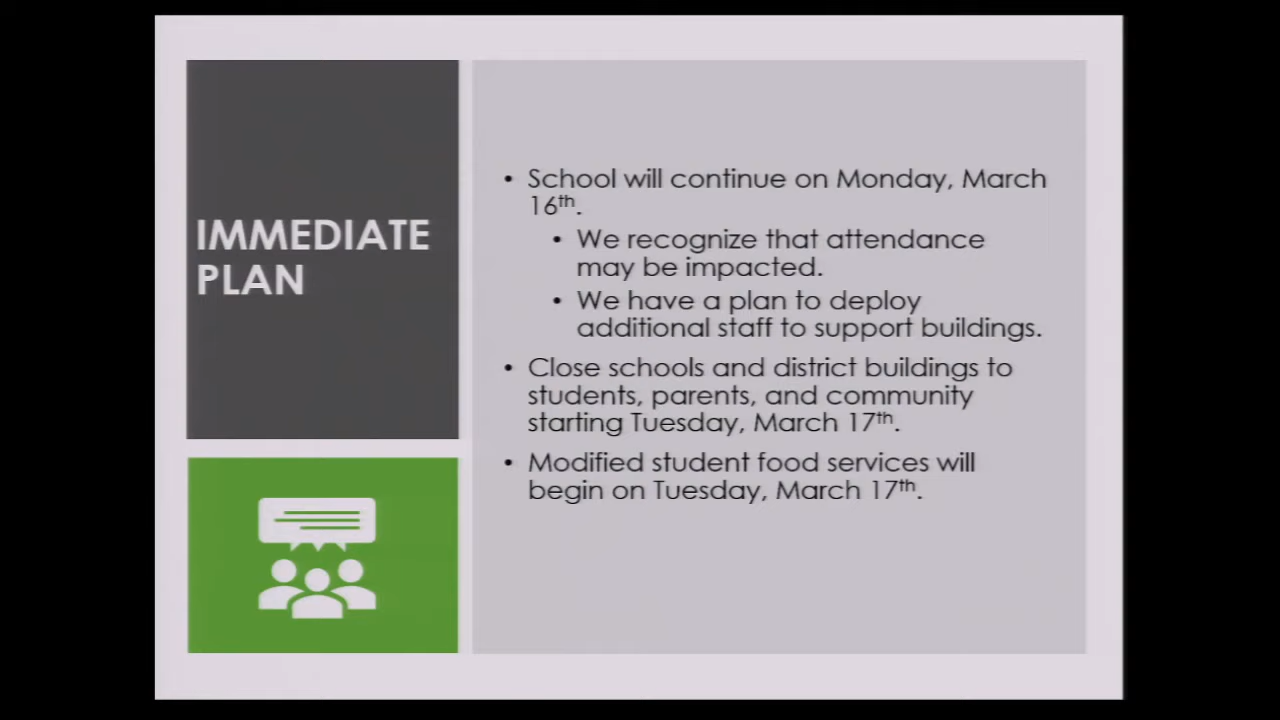 IMMEDIATE
PLAN
• School will continue on Monday, March
16th.
• We recognize that attendance
may be impacted.
• We have a plan to deploy
additional staff to support buildings.
• Close schools and district buildings to
students, parents, and community
starting Tuesday, March 17th.
• Modified student food services will
begin on Tuesday, March 17th.